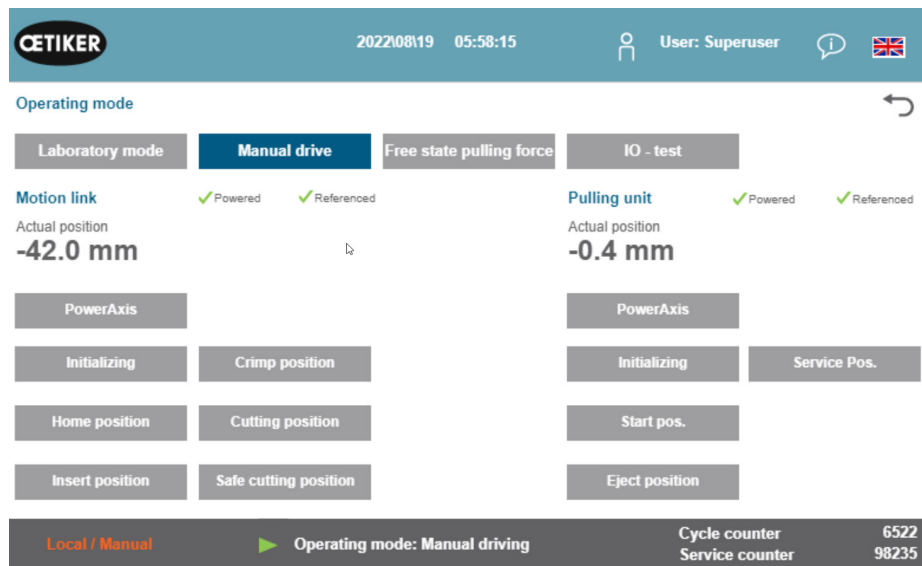 ŒTIKER 2022\08\19 05:58:15 User: Superuser i
Operating mode
Laboratory mode Manual drive Free state pulling force IO - test
Motion link Powered Referenced Pulling unit Powered Referenced
Actual position Actual position
-42.0 mm -0.4 mm
PowerAxis PowerAxis
Initializing Crimp position Initializing Service Pos.
Home position Cutting position Start pos.
Insert position Safe cutting position Eject position
Local / Manual Operating mode: Manual driving Cycle counter 6522
Service counter 98235